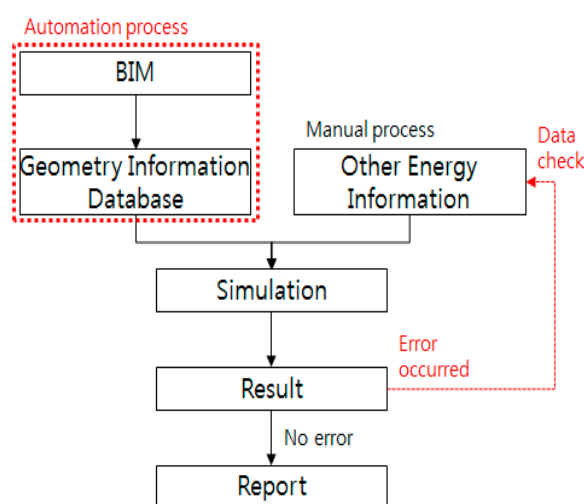 Automation process
BIM
Geometry Information
Database
Manual process
Other Energy
Information
Data
check
Simulation
Error
occurred
Result
No error
Report